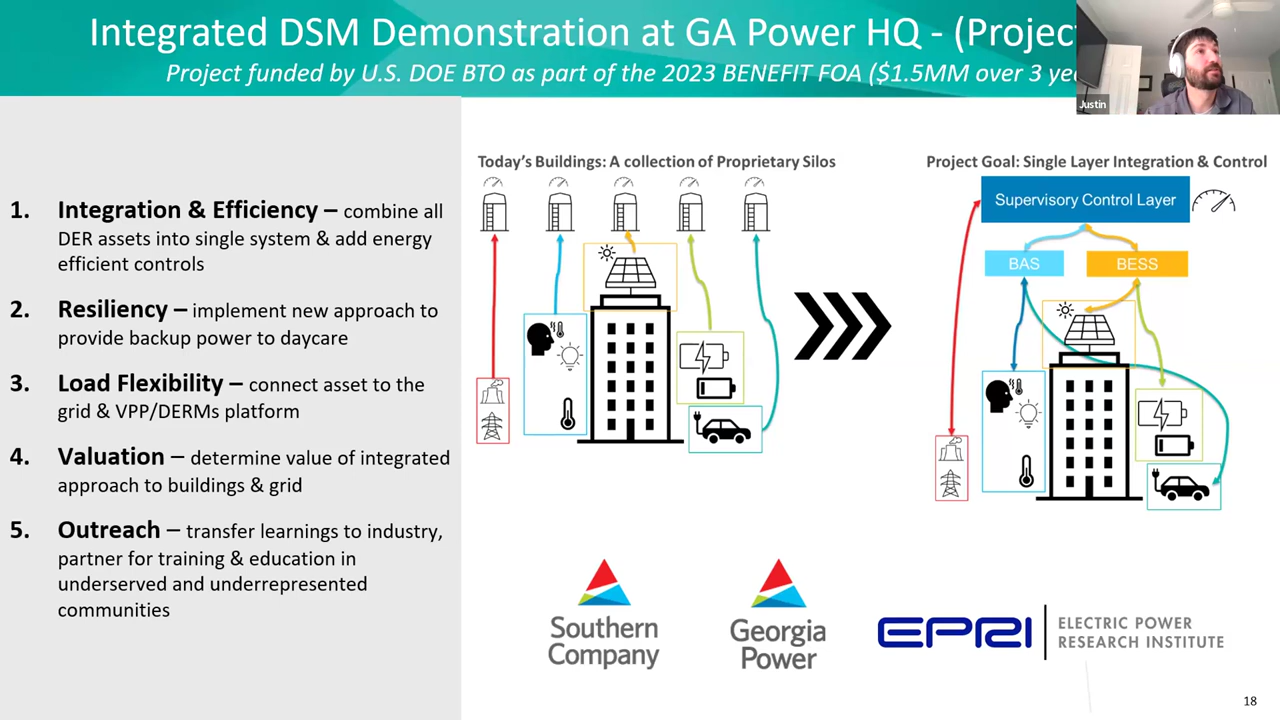 Integrated DSM Demonstration at GA Power HQ - (Projec
Project funded by U.S. DOE BTO as part of the 2023 BENEFIT FOA ($1.5MM over 3 ye
Justin
1. Integration & Efficiency – combine all
DER assets into single system & add energy
efficient controls
2. Resiliency – implement new approach to
provide backup power to daycare
3. Load Flexibility – connect asset to the
grid & VPP/DERMs platform
4. Valuation – determine value of integrated
approach to buildings & grid
5. Outreach – transfer learnings to industry,
partner for training & education in
underserved and underrepresented
communities
Today's Buildings: A collection of Proprietary Silos
Project Goal: Single Layer Integration & Control
Supervisory Control Layer
BAS
BESS
Southern
Company
Georgia
Power
EPRI
ELECTRIC POWER
RESEARCH INSTITUTE
18